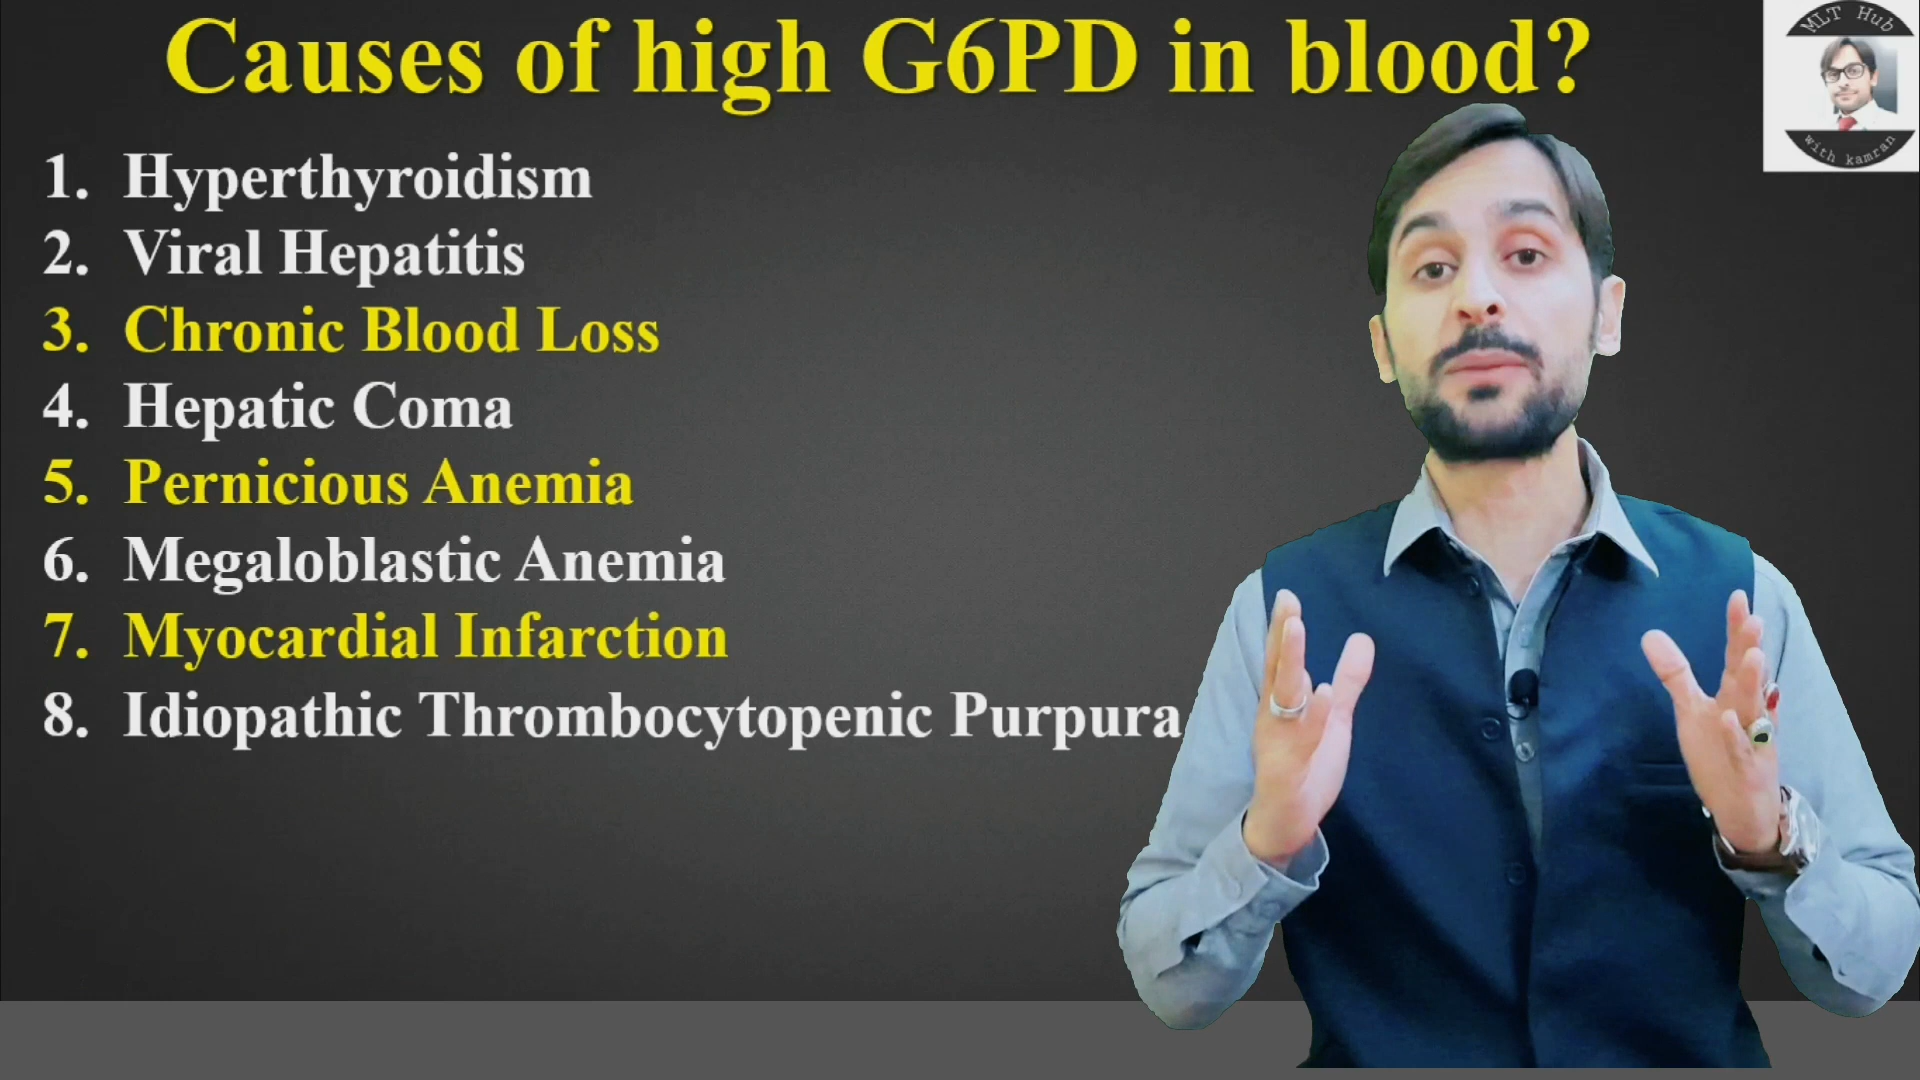 Causes of high G6PD in blood?
MLT Hub
with kamran
1. Hyperthyroidism
2. Viral Hepatitis
3. Chronic Blood Loss
4. Hepatic Coma
5. Pernicious Anemia
6. Megaloblastic Anemia
7. Myocardial Infarction
8. Idiopathic Thrombocytopenic Purpura